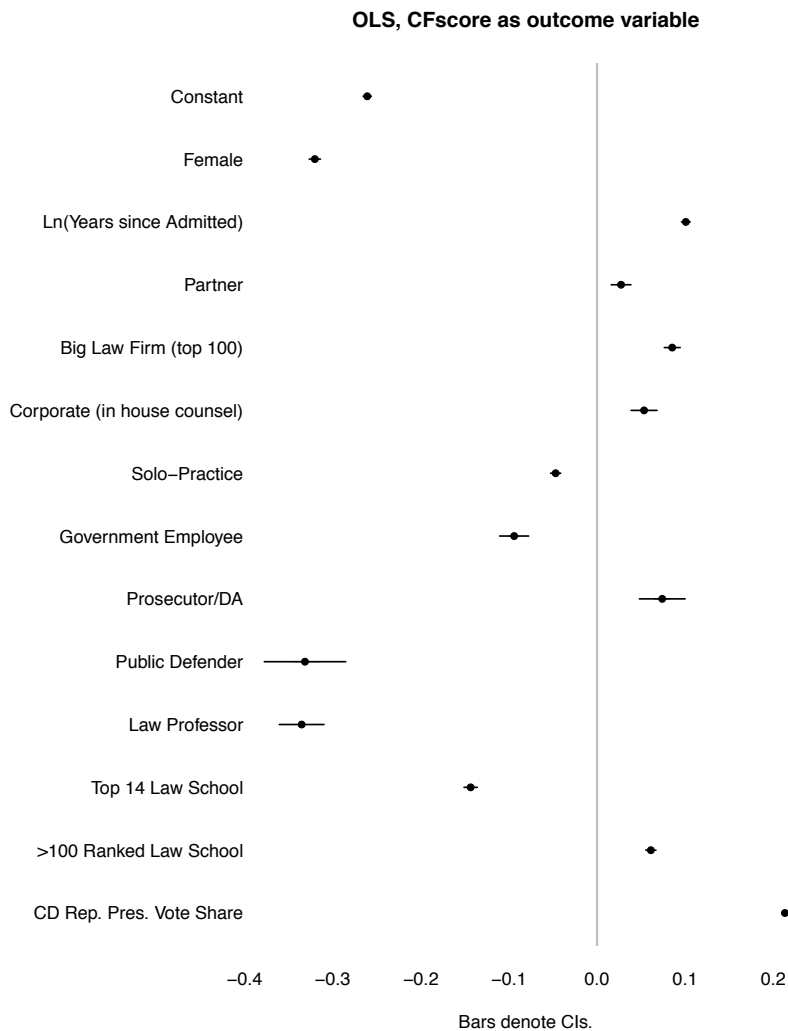 OLS, CFscore as outcome variable
Constant
Female
Ln(Years since Admitted)
Partner
Big Law Firm (top 100)
Corporate (in house counsel)
Solo−Practice
Government Employee
Prosecutor/DA
Public Defender
Law Professor
Top 14 Law School
>100 Ranked Law School
CD Rep. Pres. Vote Share
−0.4 −0.3 −0.2 −0.1 0.0 0.1 0.2
Bars denote CIs.